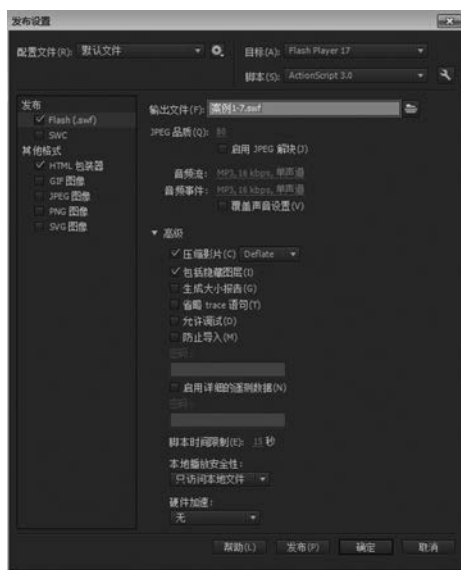 发布设置
配置文件(R): 默认文件
目标(A): Flash Player 17
脚本(S): ActionScript 3.0
发布
Flash (.swf)
SWC
其他格式
HTML 包装器
GIF 图像
JPEG 图像
PNG 图像
SVG 图像
输出文件(F): 案例1-7.swf
JPEG 品质(Q): 80
启用 JPEG 解块(J)
音频流: MP3, 16 kbps, 单声道
音频事件: MP3, 16 kbps, 单声道
覆盖声音设置(V)
高级
压缩影片(C) Deflate
包括隐藏图层(I)
生成大小报告(G)
省略 trace 语句(T)
允许调试(D)
防止导入(M)
密码:
启用详细的遥测数据(N)
密码:
脚本时间限制(E): 15 秒
本地播放安全性:
只访问本地文件
硬件加速:
无
帮助(L)
发布(P)
确定
取消